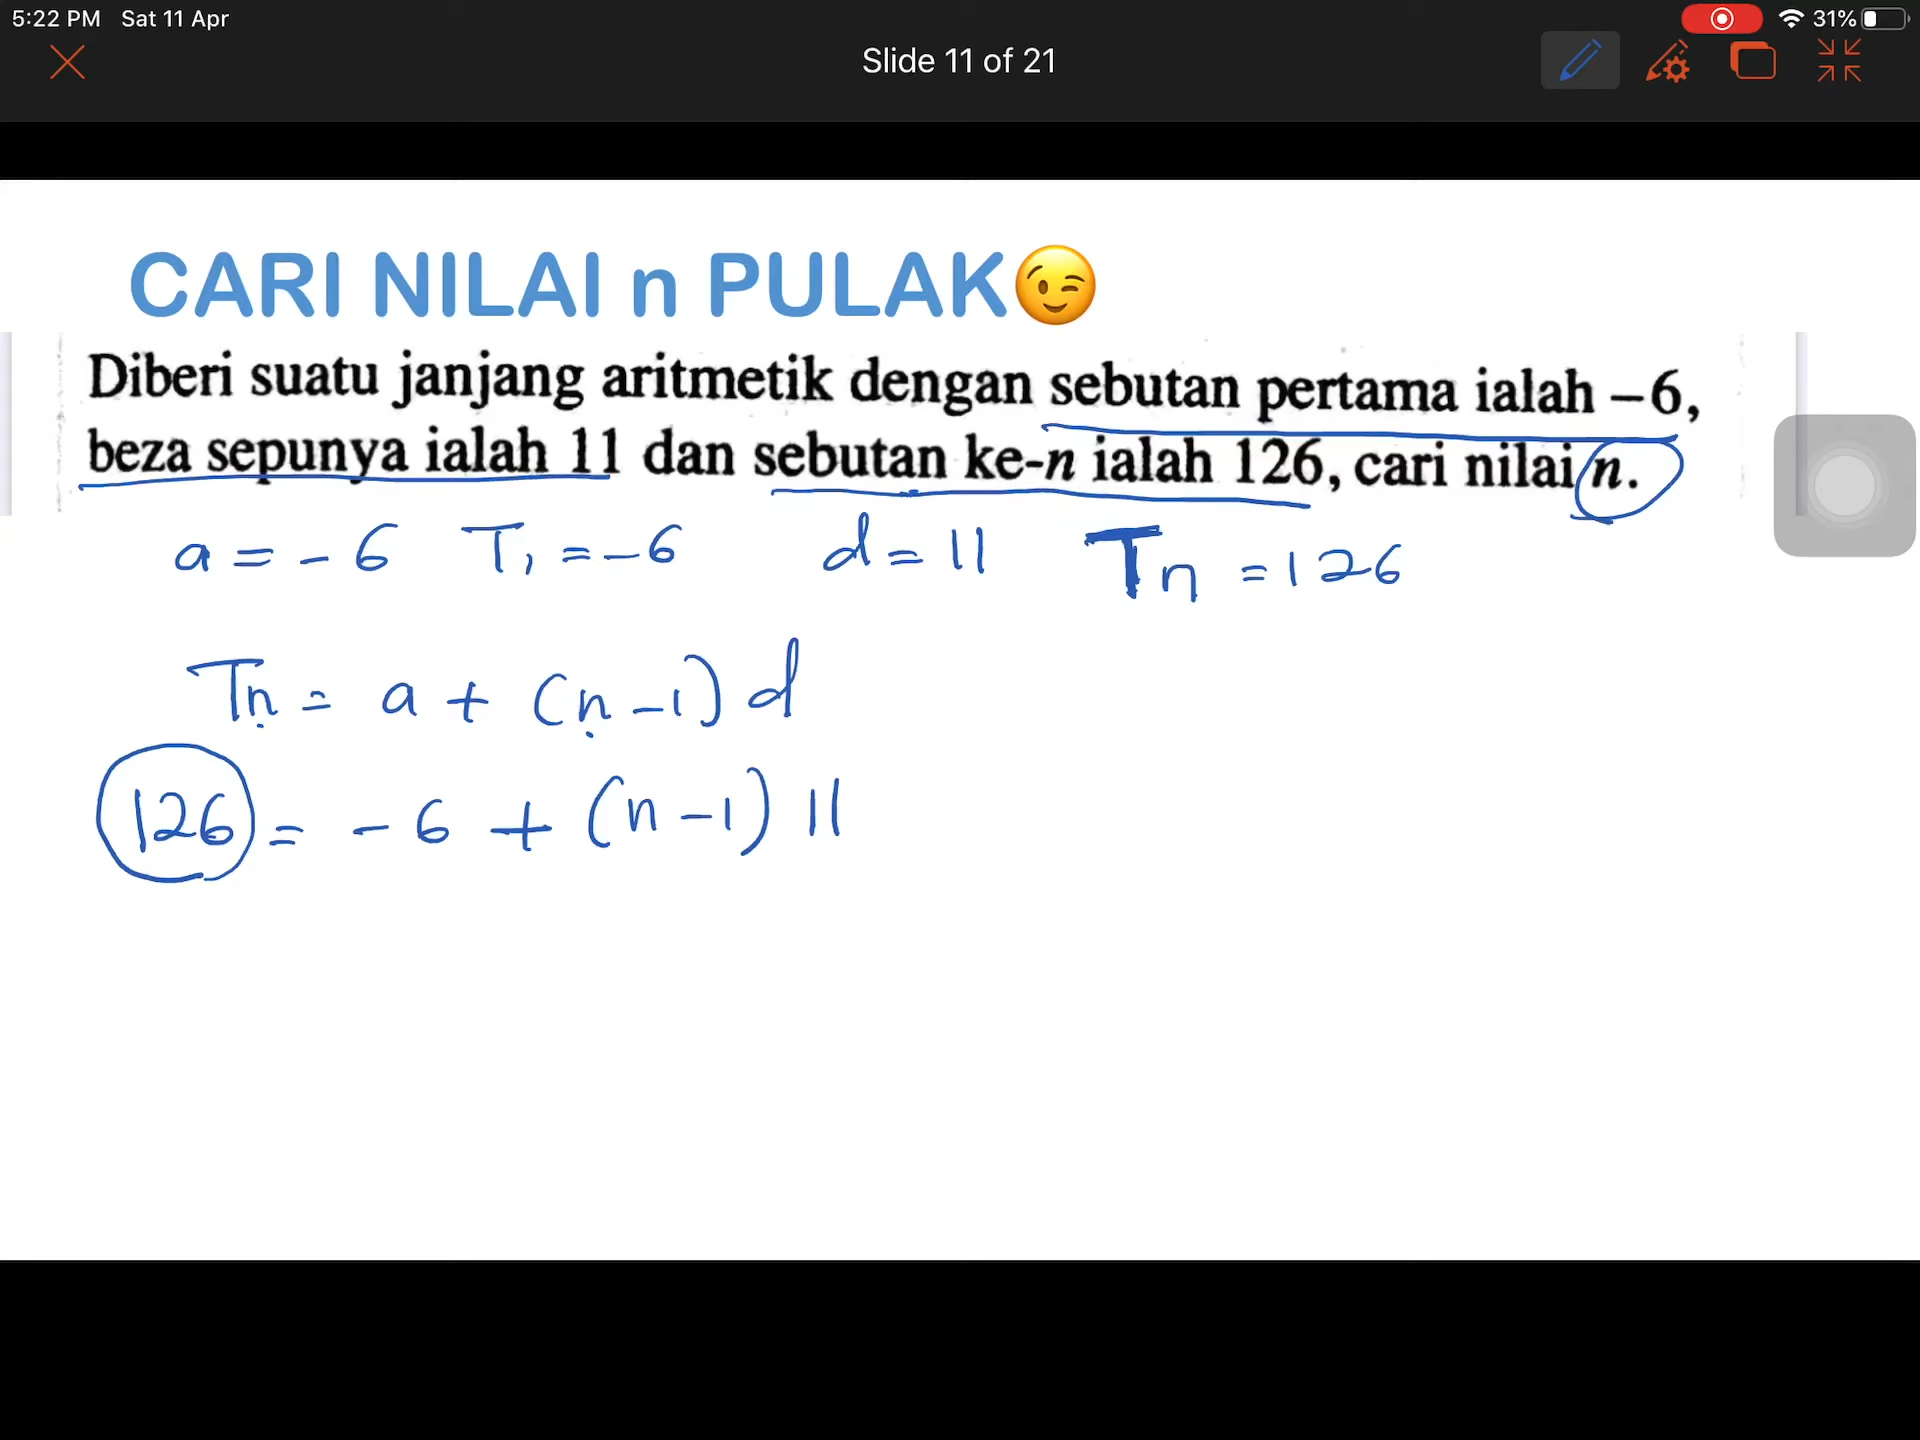 5:22 PM Sat 11 Apr 31%
Slide 11 of 21
CARI NILAI n PULAK😉
Diberi suatu janjang aritmetik dengan sebutan pertama ialah –6,
beza sepunya ialah 11 dan sebutan ke-n ialah 126, cari nilai n.
a = -6 T₁ = -6 d = 11 Tn = 126
Tn = a + (n-1) d
126 = -6 + (n-1) 11